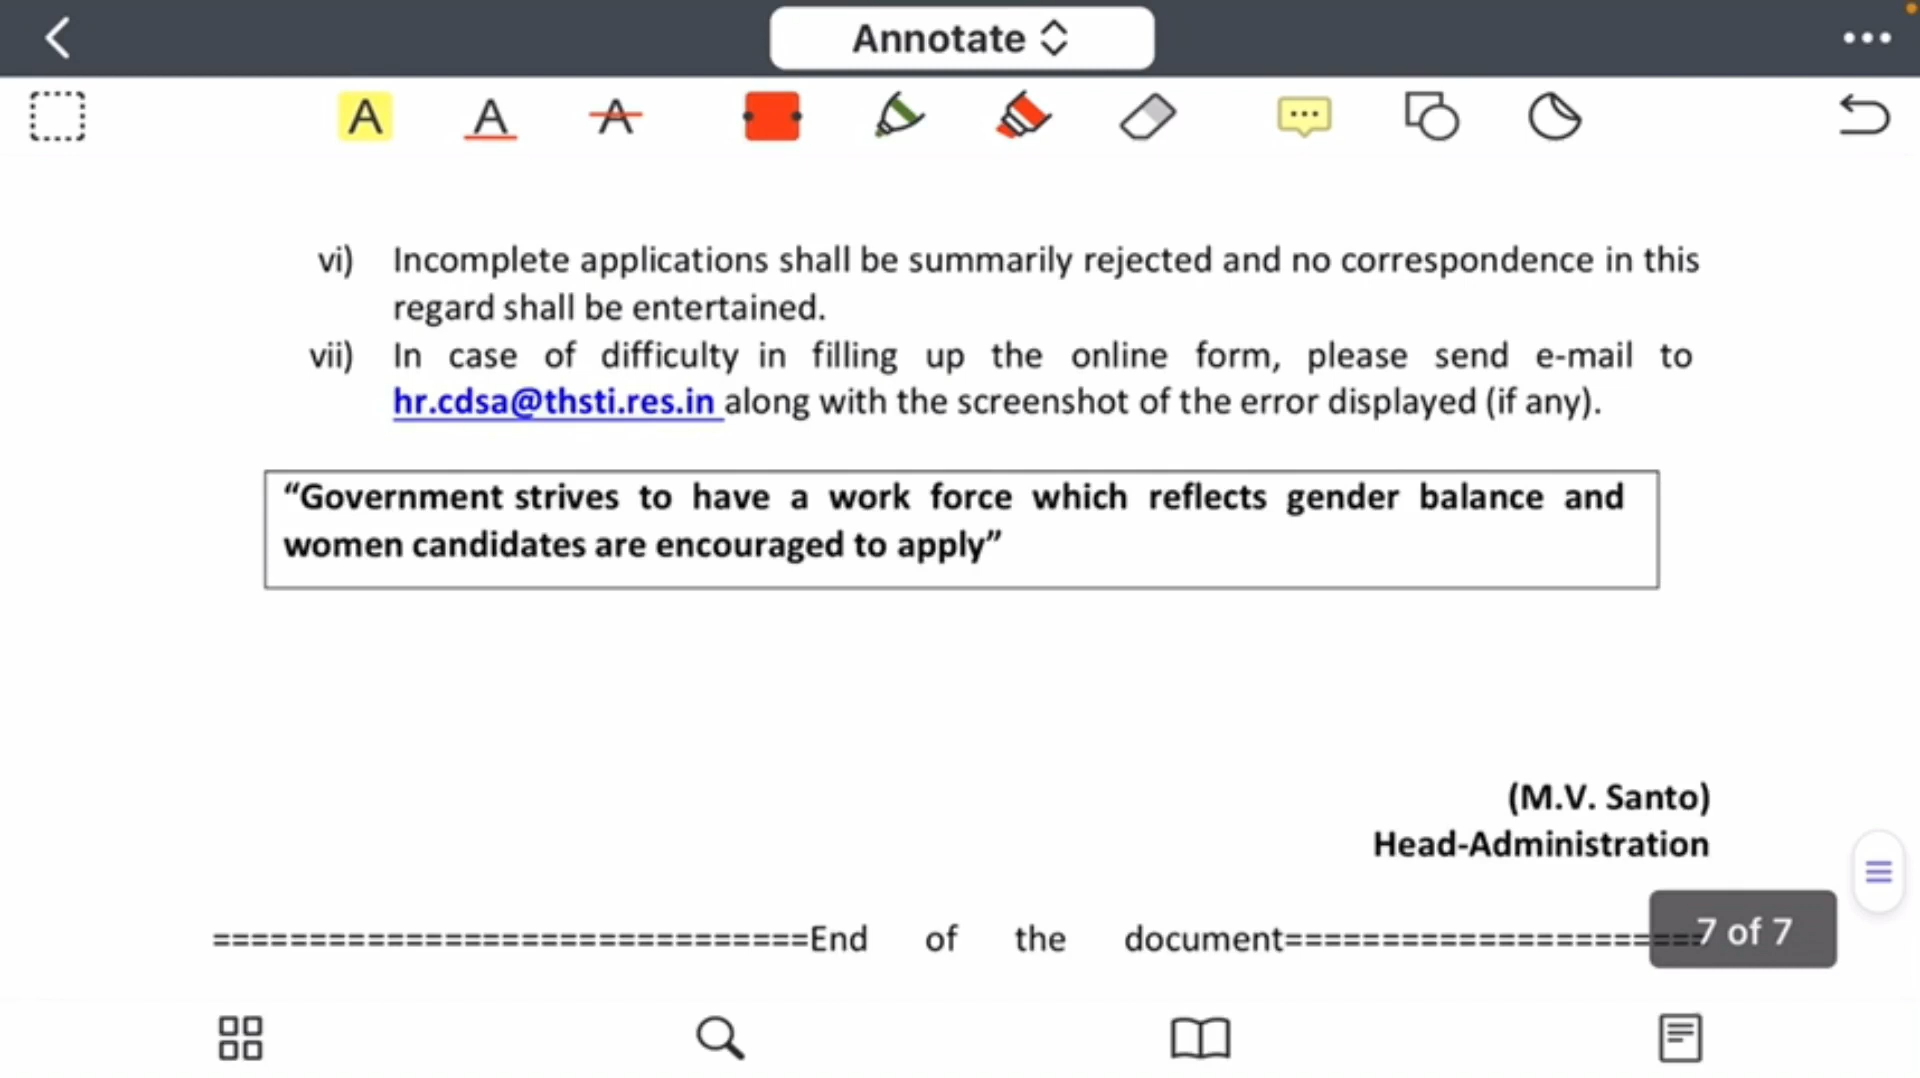 Annotate
A A A
vi) Incomplete applications shall be summarily rejected and no correspondence in this
regard shall be entertained.
vii) In case of difficulty in filling up the online form, please send e-mail to
hr.cdsa@thsti.res.in along with the screenshot of the error displayed (if any).
“Government strives to have a work force which reflects gender balance and
women candidates are encouraged to apply”
(M.V. Santo)
Head-Administration
===============================End of the document======================
7 of 7